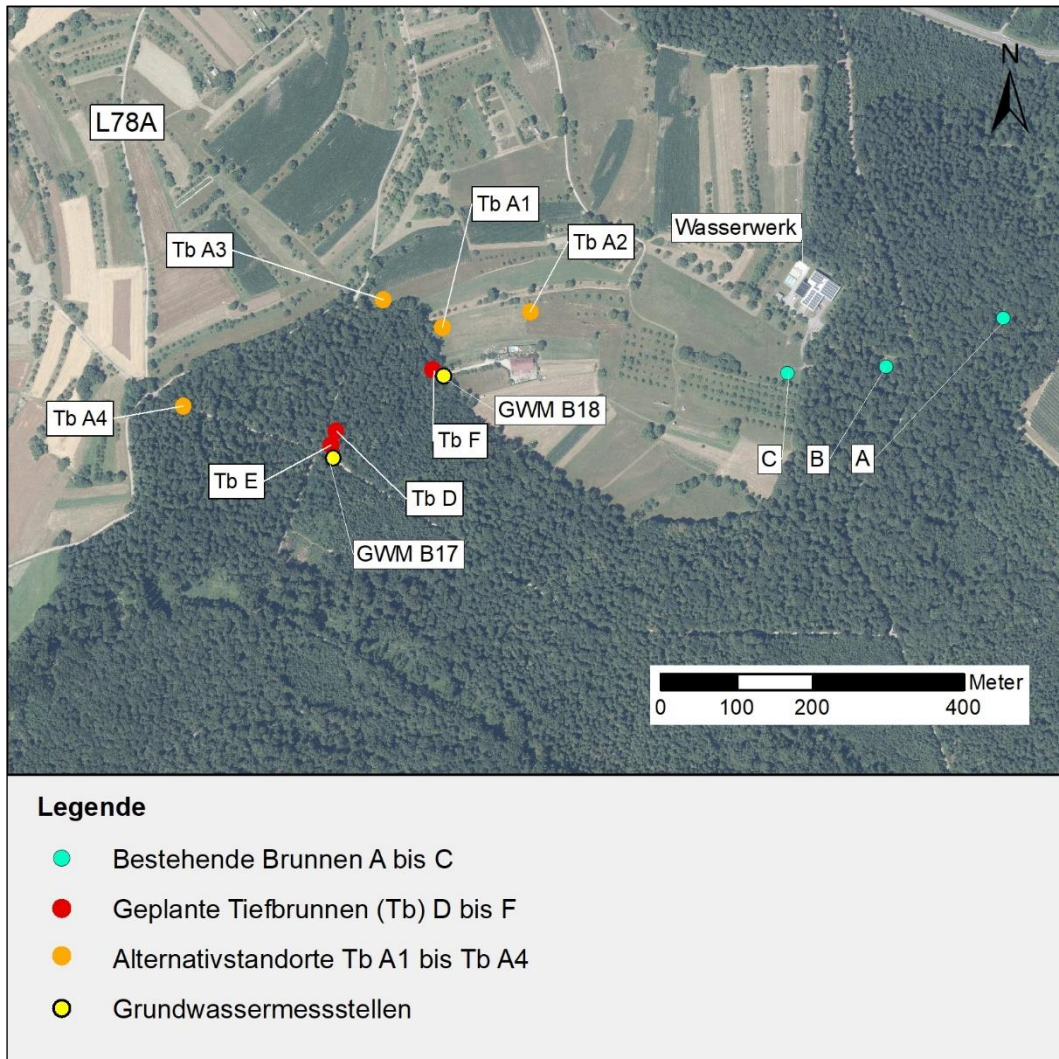 N
L78A
Tb A1
Tb A3
Tb A2
Wasserwerk
Tb A4
GWM B18
Tb F
C
B
A
Tb E
Tb D
GWM B17
Meter
0 100 200 400
Legende
Bestehende Brunnen A bis C
Geplante Tiefbrunnen (Tb) D bis F
Alternativstandorte Tb A1 bis Tb A4
Grundwassermessstellen